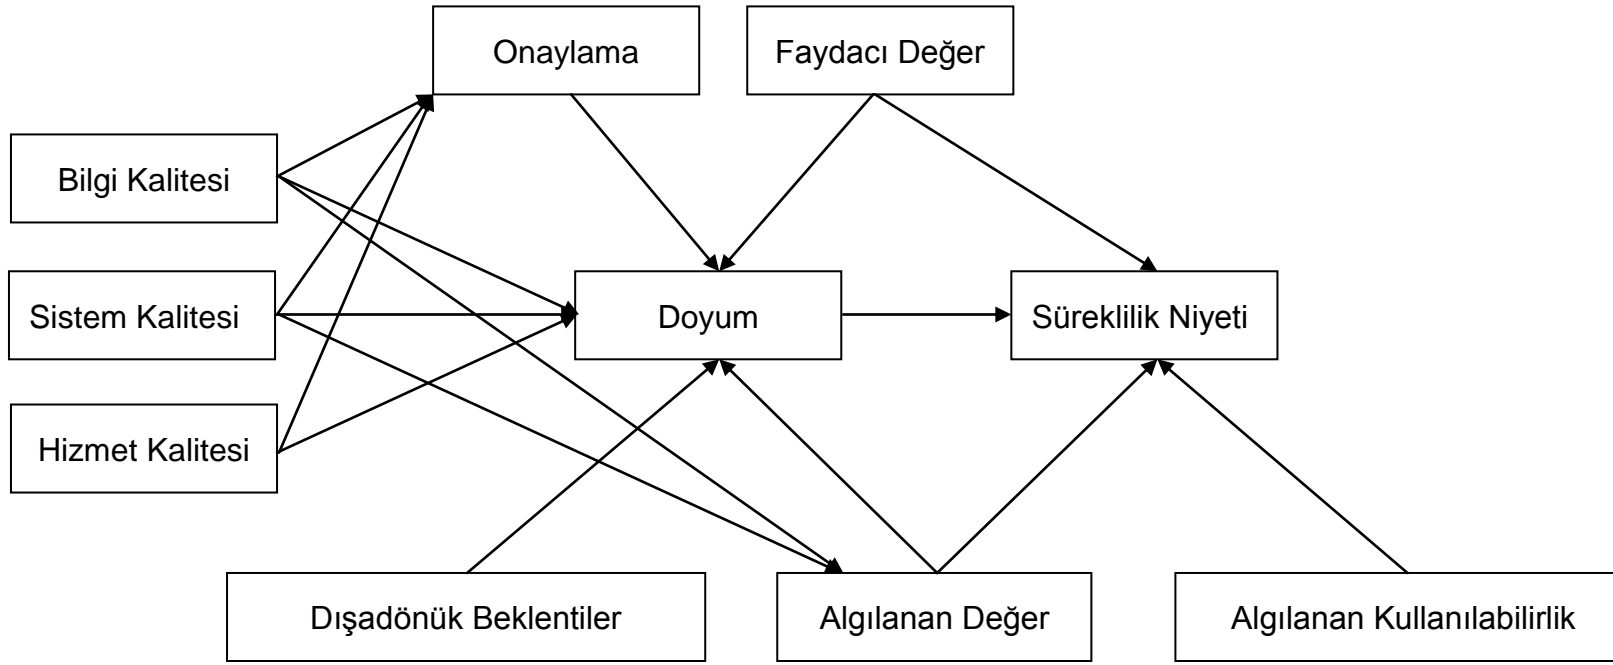 Onaylama
Faydacı Değer
Bilgi Kalitesi
Sistem Kalitesi
Doyum
Süreklilik Niyeti
Hizmet Kalitesi
Dışadönük Beklentiler
Algılanan Değer
Algılanan Kullanılabilirlik